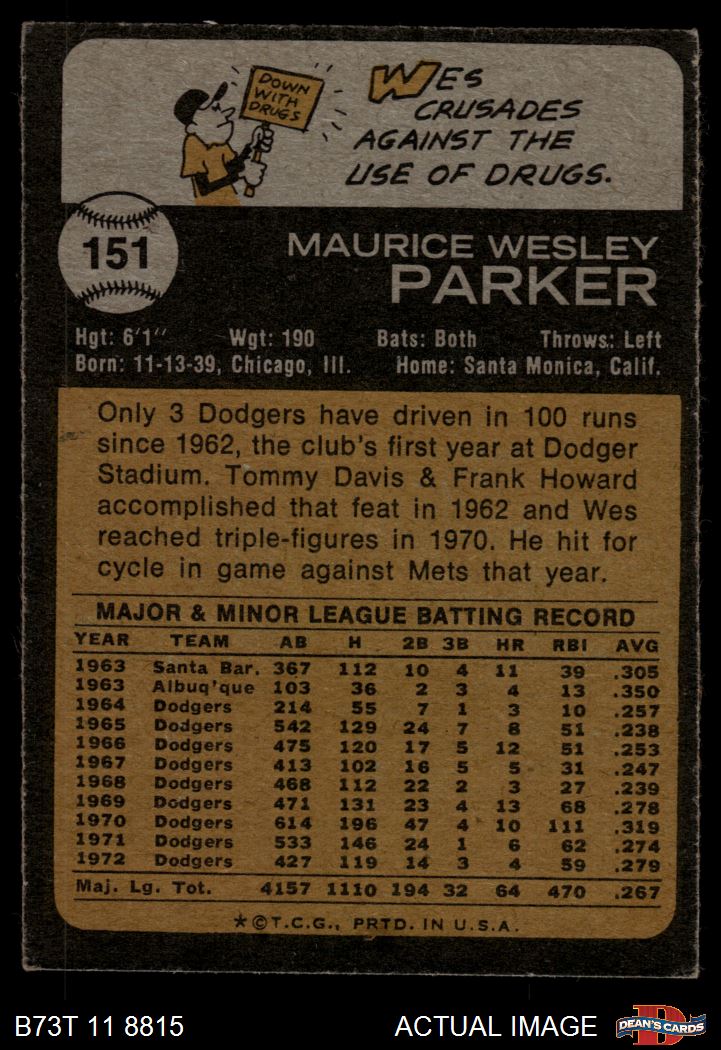 DOWN
WITH
DRUGS
WES
CRUSADES
AGAINST THE
USE OF DRUGS.
151
MAURICE WESLEY
PARKER
Hgt: 6'1" Wgt: 190 Bats: Both Throws: Left
Born: 11-13-39, Chicago, Ill. Home: Santa Monica, Calif.
Only 3 Dodgers have driven in 100 runs
since 1962, the club's first year at Dodger
Stadium. Tommy Davis & Frank Howard
accomplished that feat in 1962 and Wes
reached triple-figures in 1970. He hit for
cycle in game against Mets that year.
MAJOR & MINOR LEAGUE BATTING RECORD
YEAR TEAM AB H 2B 3B HR RBI AVG
1963 Santa Bar. 367 112 10 4 11 39 .305
1963 Albuq'que 103 36 2 3 4 13 .350
1964 Dodgers 214 55 7 1 3 10 .257
1965 Dodgers 542 129 24 7 8 51 .238
1966 Dodgers 475 120 17 5 12 51 .253
1967 Dodgers 413 102 16 5 5 31 .247
1968 Dodgers 468 112 22 2 3 27 .239
1969 Dodgers 471 131 23 4 13 68 .278
1970 Dodgers 614 196 47 4 10 111 .319
1971 Dodgers 533 146 24 1 6 62 .274
1972 Dodgers 427 119 14 3 4 59 .279
Maj. Lg. Tot. 4157 1110 194 32 64 470 .267
*©T.C.G., PRTD. IN U.S.A.
B73T 11 8815 ACTUAL IMAGE
D
DEAN'S CARDS